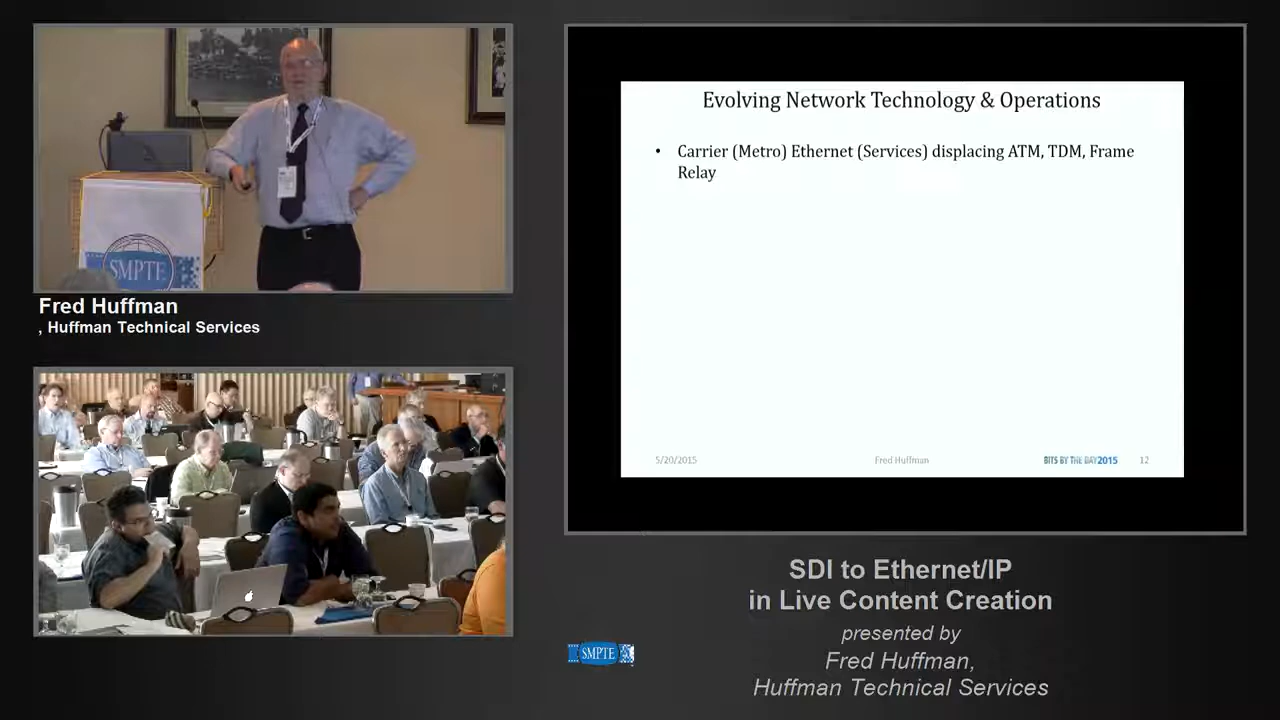 SMPTE
Fred Huffman
, Huffman Technical Services
Evolving Network Technology & Operations
• Carrier (Metro) Ethernet (Services) displacing ATM, TDM, Frame
Relay
5/20/2015
Fred Huffman
BITS BY THE BAY2015
12
SDI to Ethernet/IP
in Live Content Creation
presented by
Fred Huffman,
Huffman Technical Services
SMPTE